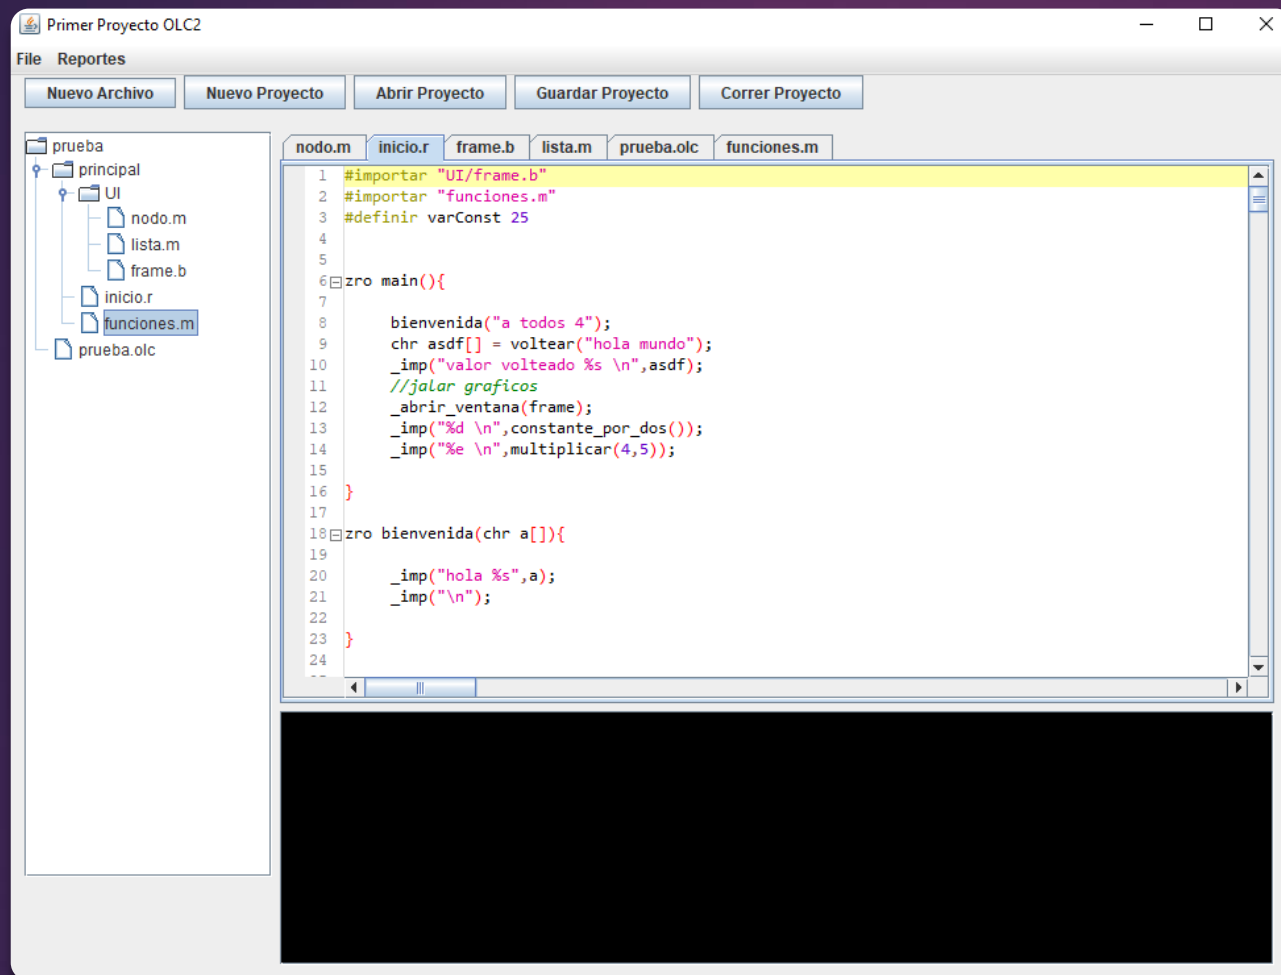 Primer Proyecto OLC2
File Reportes
Nuevo Archivo Nuevo Proyecto Abrir Proyecto Guardar Proyecto Correr Proyecto
prueba
principal
UI
nodo.m
lista.m
frame.b
inicio.r
funciones.m
prueba.olc
nodo.m inicio.r frame.b lista.m prueba.olc funciones.m
1 #importar "UI/frame.b"
2 #importar "funciones.m"
3 #definir varConst 25
4
5
6 zro main(){
7
8 bienvenida("a todos 4");
9 chr asdf[] = voltear("hola mundo");
10 _imp("valor volteado %s \n",asdf);
11 //jalar graficos
12 _abrir_ventana(frame);
13 _imp("%d \n",constante_por_dos());
14 _imp("%e \n",multiplicar(4,5));
15
16 }
17
18 zro bienvenida(chr a[]){
19
20 _imp("hola %s",a);
21 _imp("\n");
22
23 }
24